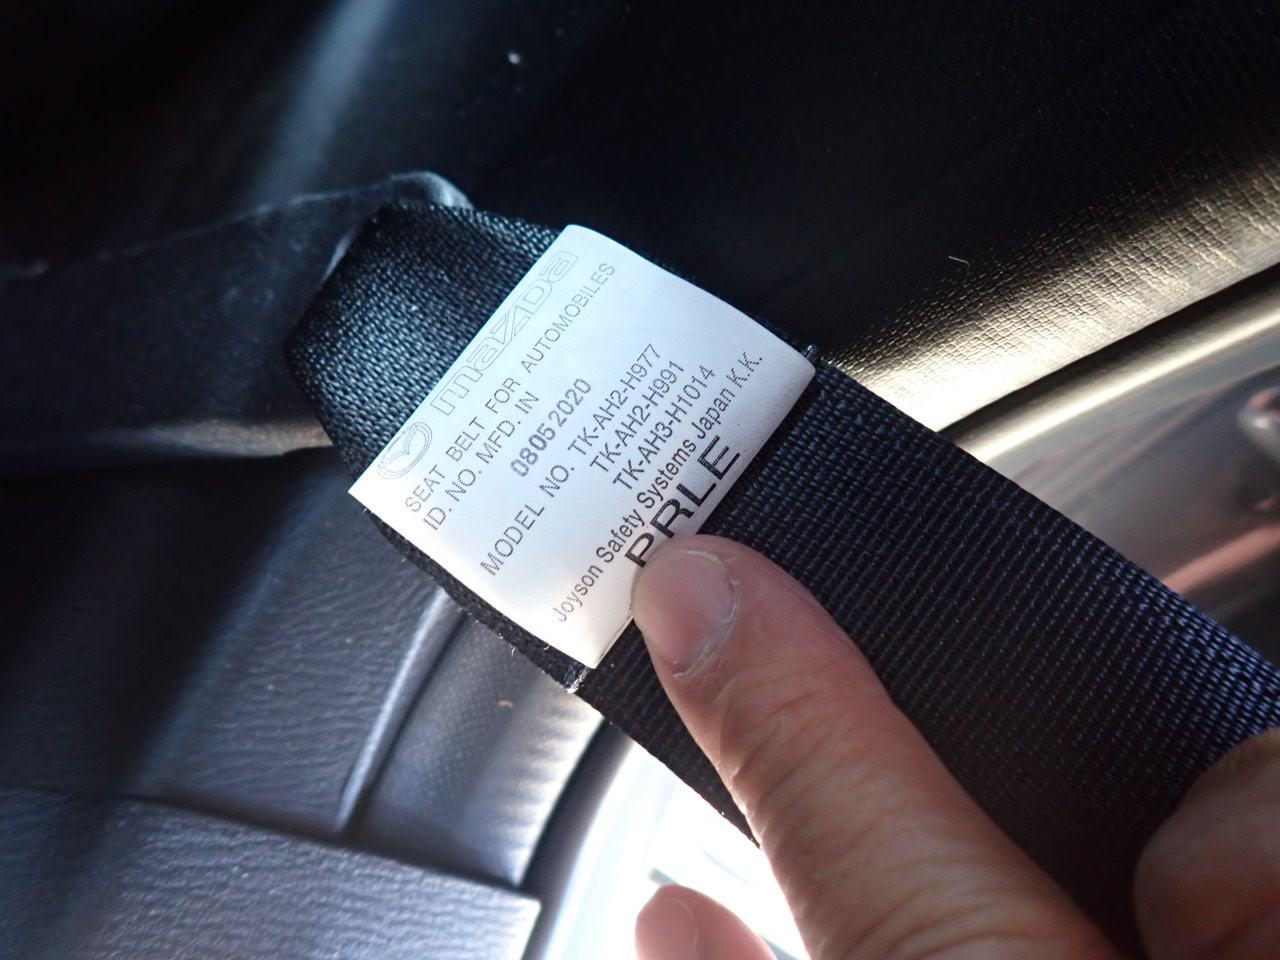 mazda
SEAT BELT FOR AUTOMOBILES
ID. NO. MFD. IN
08052020
MODEL NO. TK-AH2-H977
TK-AH2-H991
TK-AH3-H1014
Joyson Safety Systems Japan K.K.
PRLE